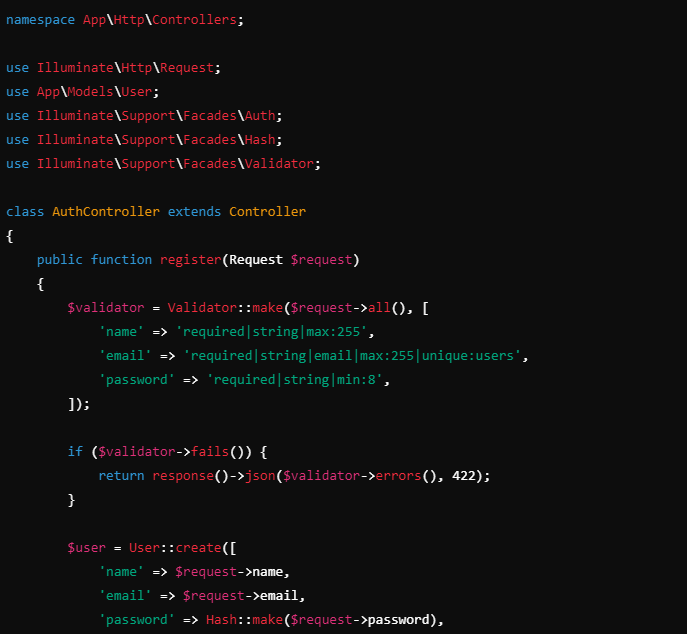 namespace App\Http\Controllers;
use Illuminate\Http\Request;
use App\Models\User;
use Illuminate\Support\Facades\Auth;
use Illuminate\Support\Facades\Hash;
use Illuminate\Support\Facades\Validator;
class AuthController extends Controller
{
    public function register(Request $request)
    {
        $validator = Validator::make($request->all(), [
            'name' => 'required|string|max:255',
            'email' => 'required|string|email|max:255|unique:users',
            'password' => 'required|string|min:8',
        ]);
        if ($validator->fails()) {
            return response()->json($validator->errors(), 422);
        }
        $user = User::create([
            'name' => $request->name,
            'email' => $request->email,
            'password' => Hash::make($request->password),